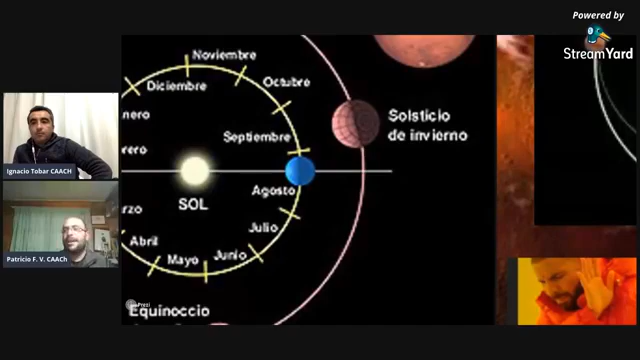 Powered by
StreamYard
Noviembre
Diciembre
Octubre
nero
Solsticio
de invierno
Septiembre
rero
Ignacio Tobar CAACH
Agosto
SOL
rzo
Julio
Abril
Mayo
Junio
Patricio F. V. CAACh
Prezi
Equinoccio